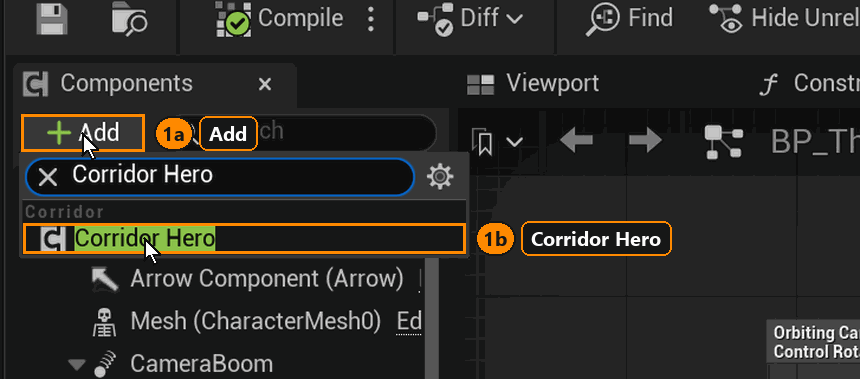 Compile
Diff
Find
Hide Unrel
Components
Viewport
Constr
Add
1a
Add
ch
Corridor Hero
BP_Th
Corridor
Corridor Hero
1b
Corridor Hero
Arrow Component (Arrow)
Mesh (CharacterMesh0)
Ed
CameraBoom
Orbiting Ca
Control Rot